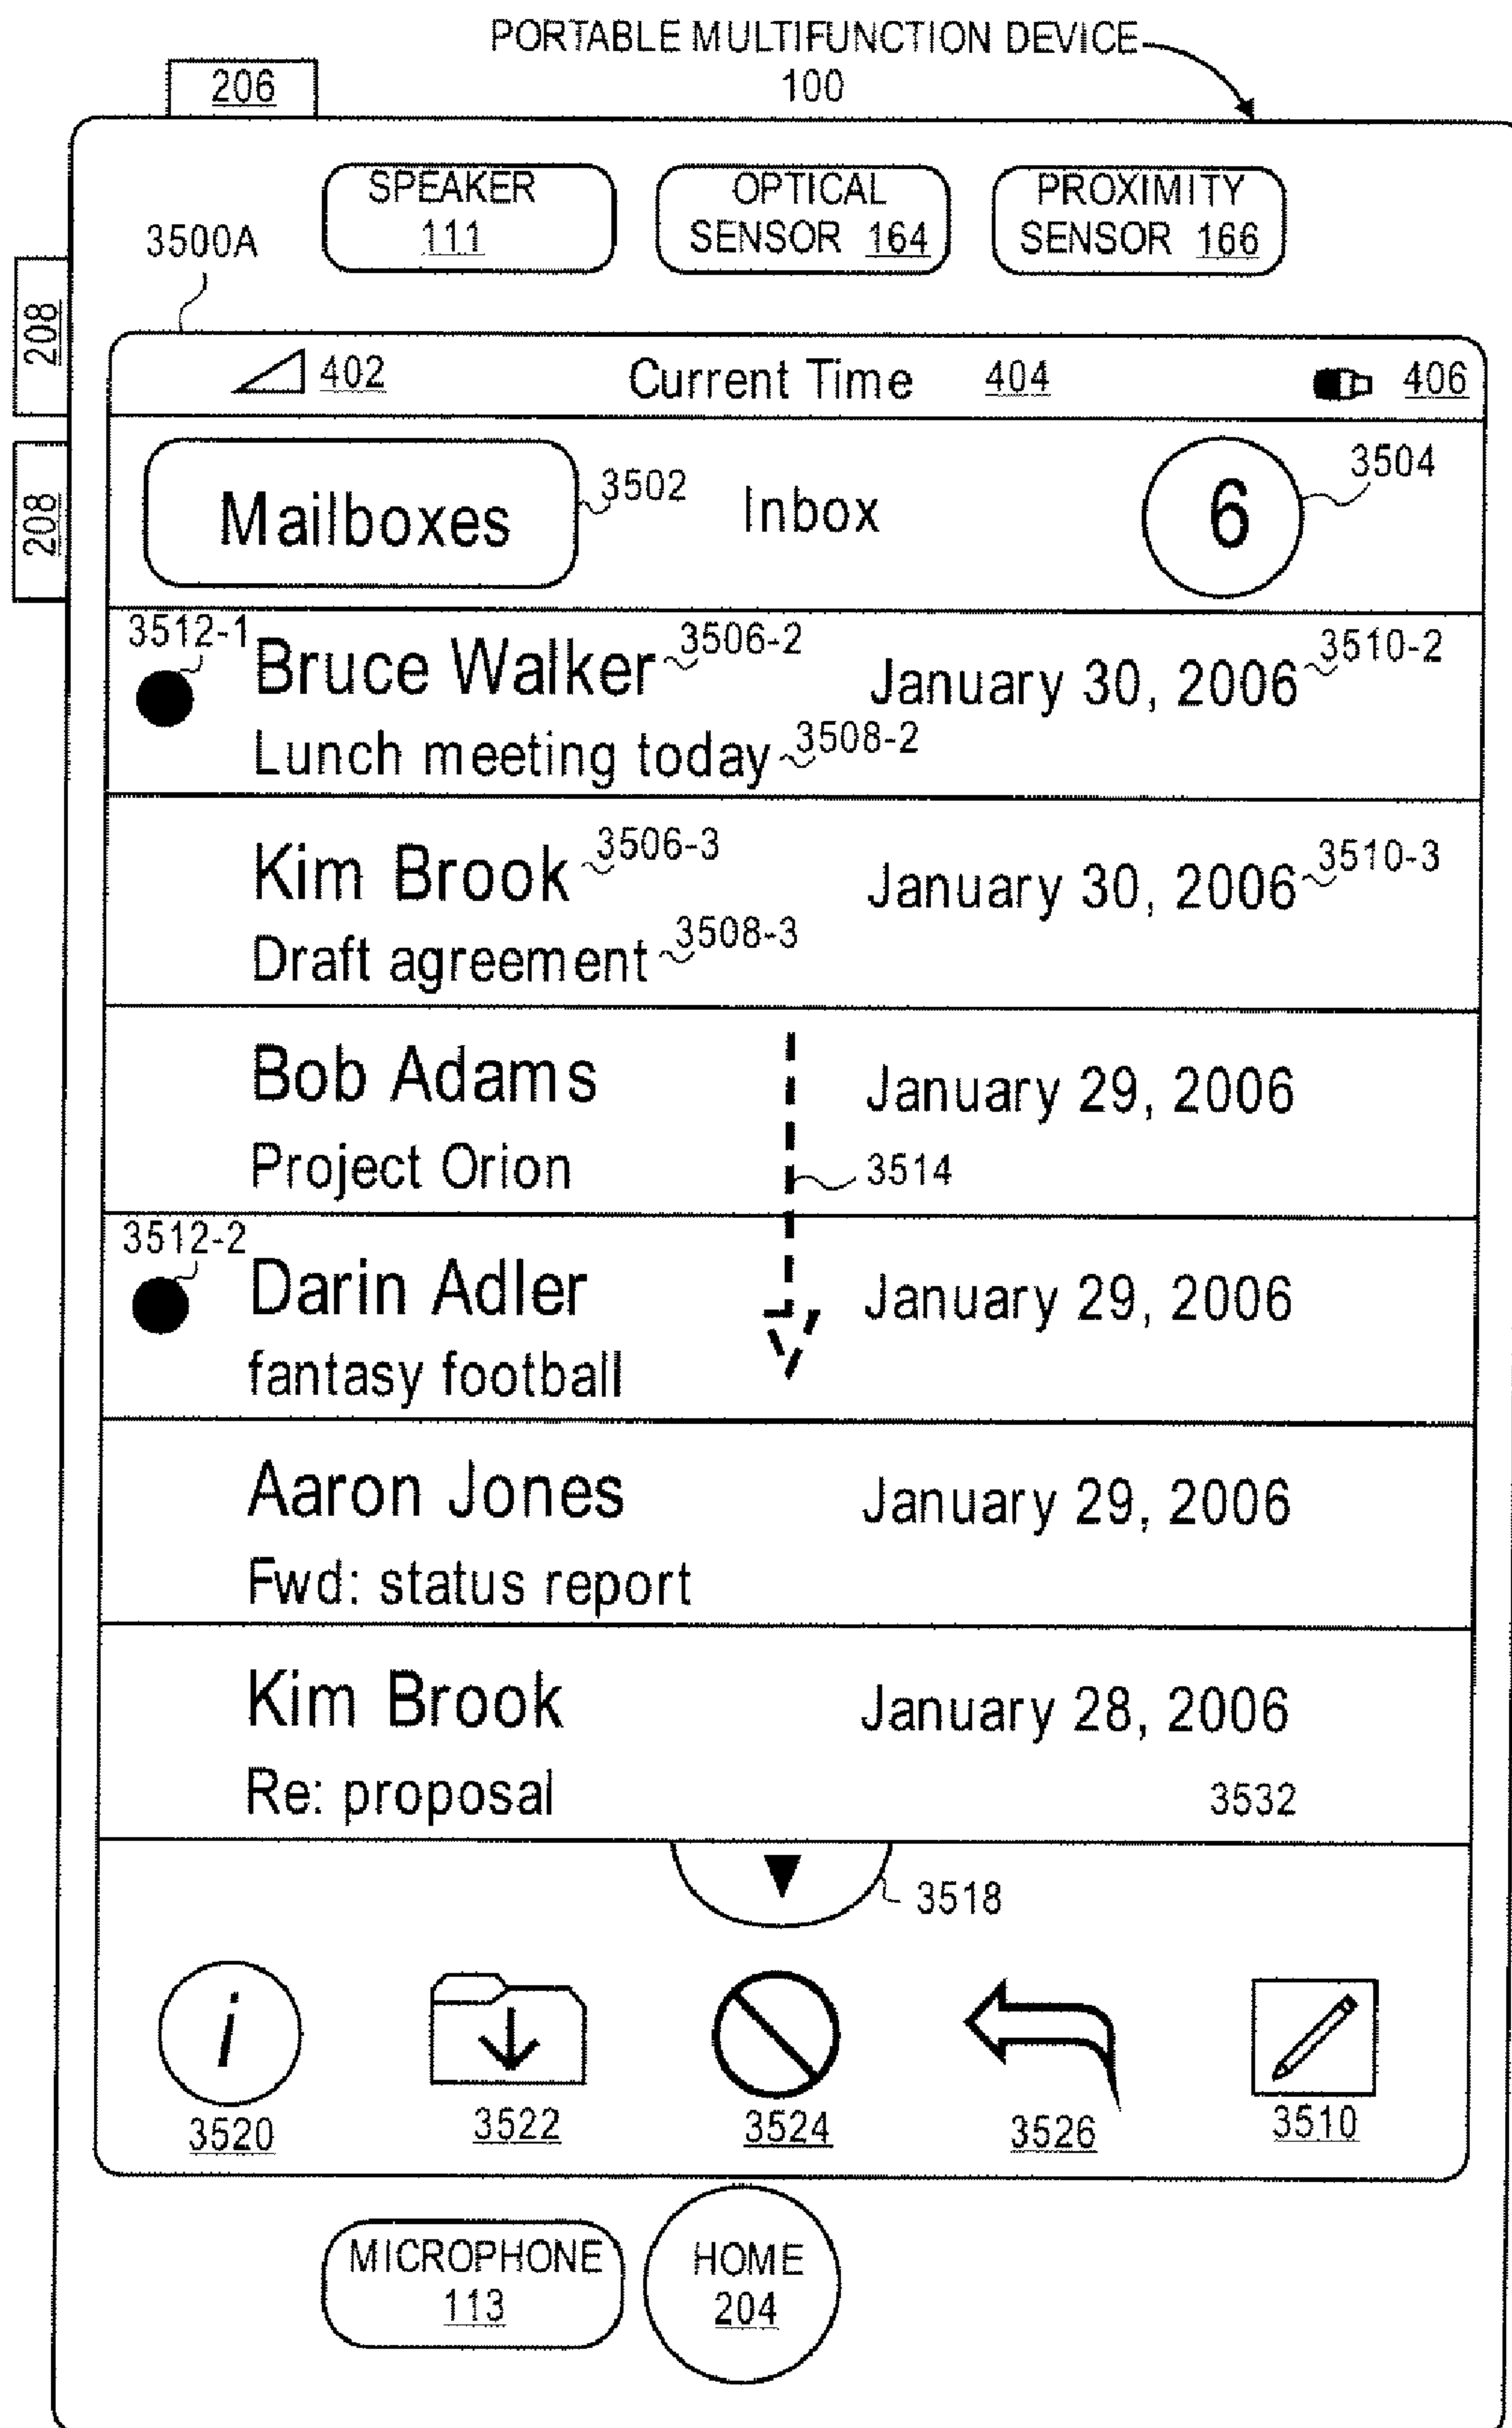 PORTABLE MULTIFUNCTION DEVICE
100
206
SPEAKER
111
OPTICAL
SENSOR 164
PROXIMITY
SENSOR 166
3500A
208
208
402 Current Time 404 406
Mailboxes 3502 Inbox 6 3504
3512-1 Bruce Walker 3506-2 January 30, 2006 3510-2
Lunch meeting today 3508-2
Kim Brook 3506-3 January 30, 2006 3510-3
Draft agreement 3508-3
Bob Adams January 29, 2006
Project Orion 3514
3512-2 Darin Adler January 29, 2006
fantasy football
Aaron Jones January 29, 2006
Fwd: status report
Kim Brook January 28, 2006
Re: proposal 3532
3518
i
3520 3522 3524 3526 3510
MICROPHONE
113
HOME
204